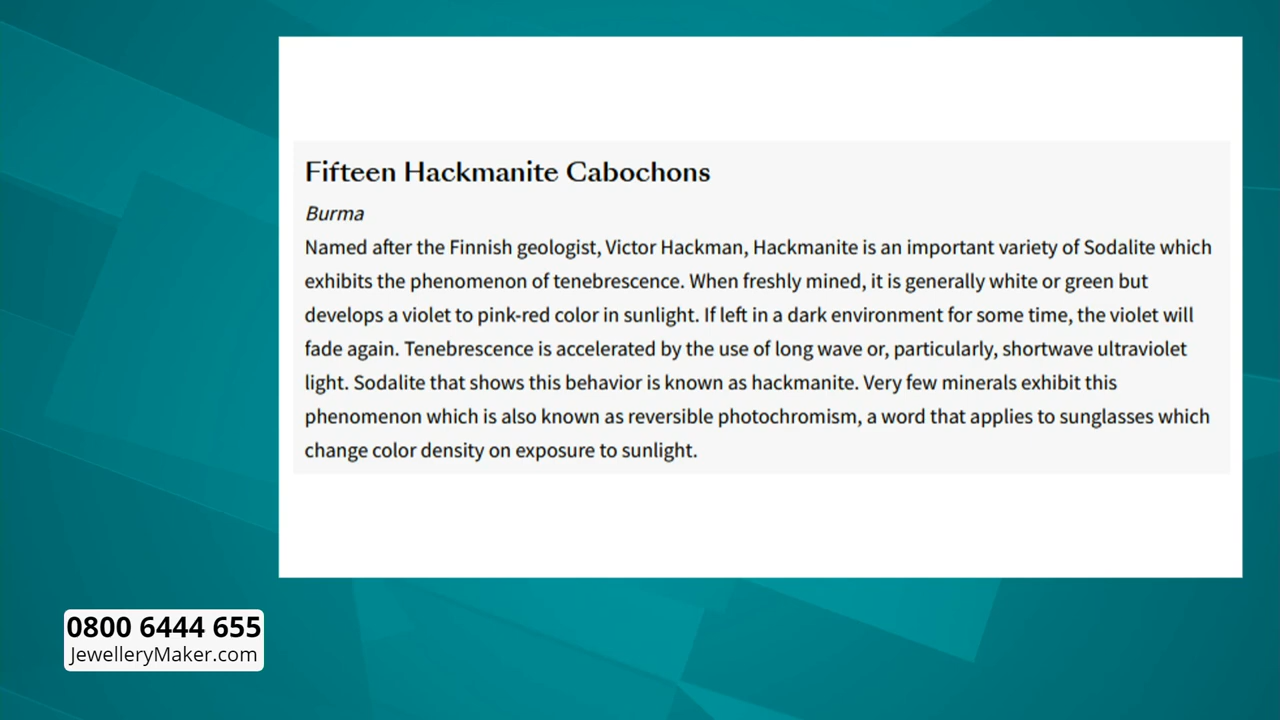 Fifteen Hackmanite Cabochons
Burma
Named after the Finnish geologist, Victor Hackman, Hackmanite is an important variety of Sodalite which
exhibits the phenomenon of tenebrescence. When freshly mined, it is generally white or green but
develops a violet to pink-red color in sunlight. If left in a dark environment for some time, the violet will
fade again. Tenebrescence is accelerated by the use of long wave or, particularly, shortwave ultraviolet
light. Sodalite that shows this behavior is known as hackmanite. Very few minerals exhibit this
phenomenon which is also known as reversible photochromism, a word that applies to sunglasses which
change color density on exposure to sunlight.
0800 6444 655
JewelleryMaker.com